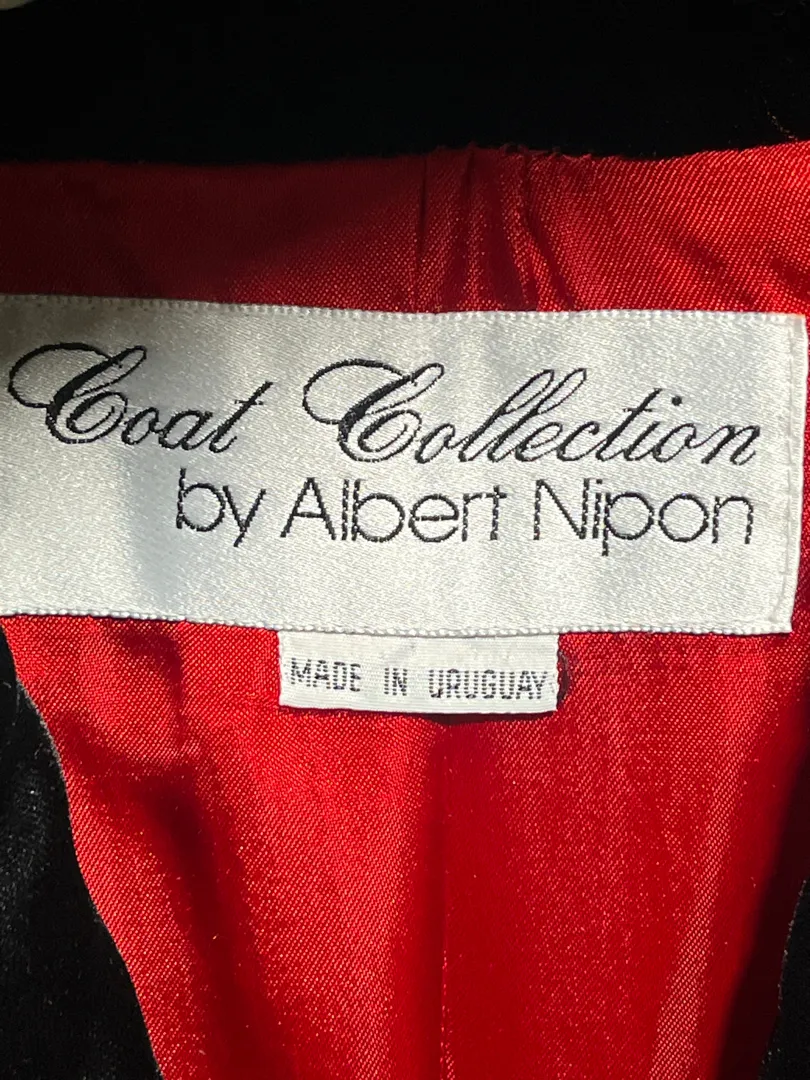 Coat Collection
by Albert Nipon
MADE IN URUGUAY